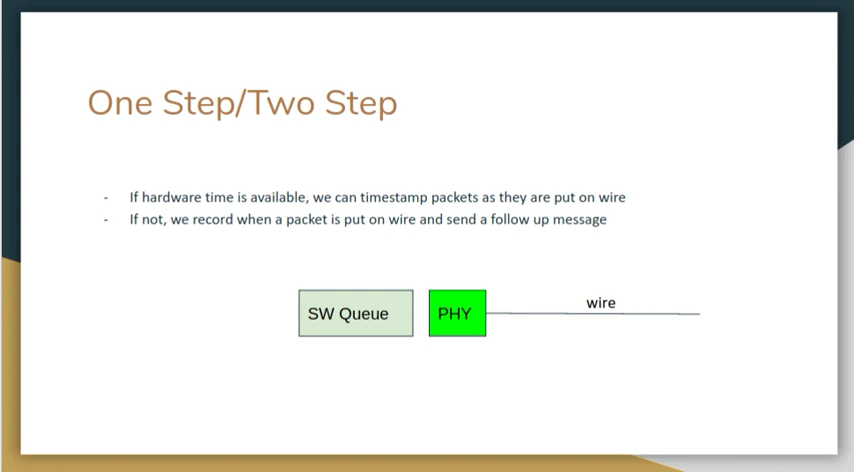 One Step/Two Step
- If hardware time is available, we can timestamp packets as they are put on wire
- If not, we record when a packet is put on wire and send a follow up message
SW Queue
PHY
wire